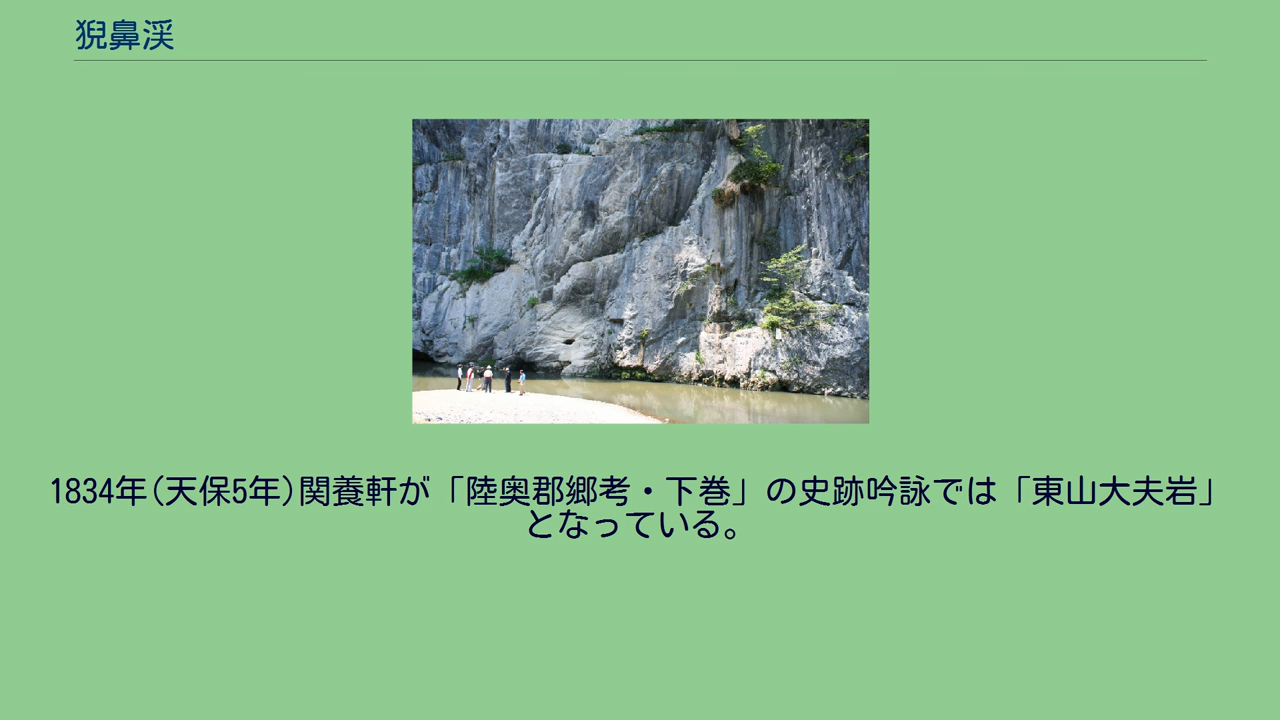 猊鼻渓
1834年(天保5年)関養軒が「陸奥郡郷考・下巻」の史跡吟詠では「東山大夫岩」
となっている。